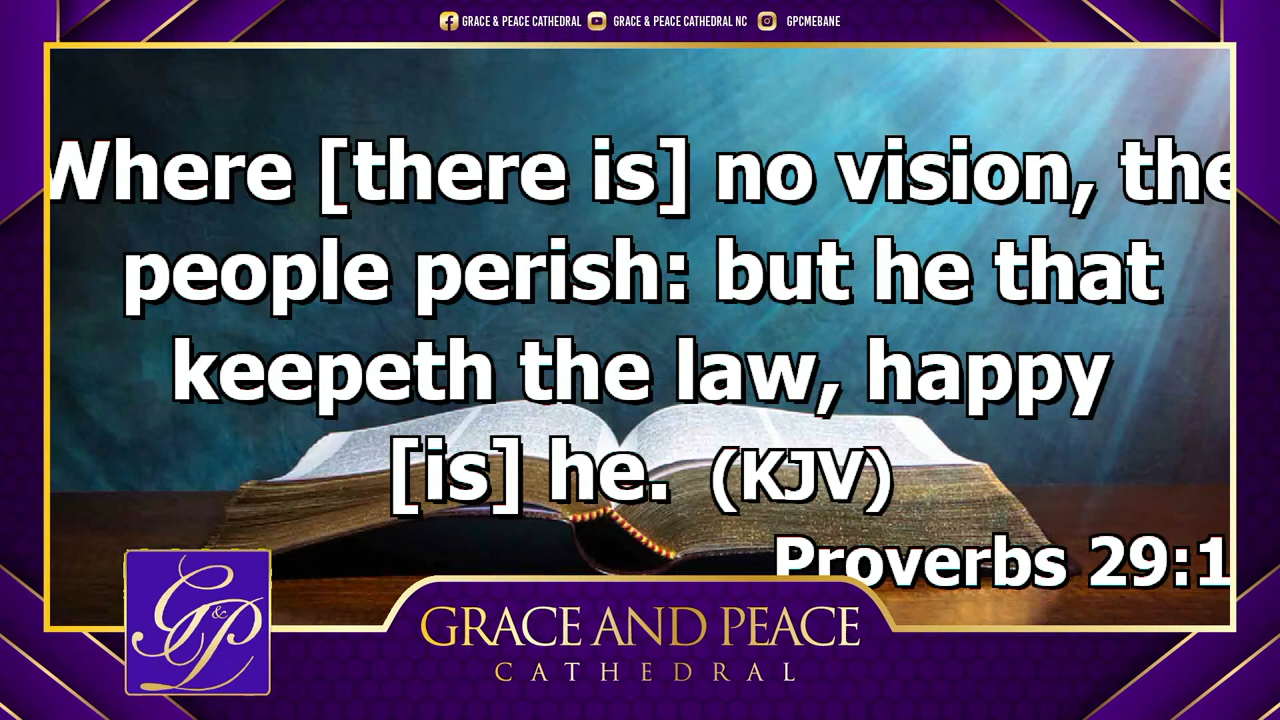 GRACE & PEACE CATHEDRAL GRACE & PEACE CATHEDRAL NC GPCMEBANE
Where [there is] no vision, the
people perish: but he that
keepeth the law, happy
[is] he. (KJV)
Proverbs 29:1
G&P
GRACE AND PEACE
CATHEDRAL